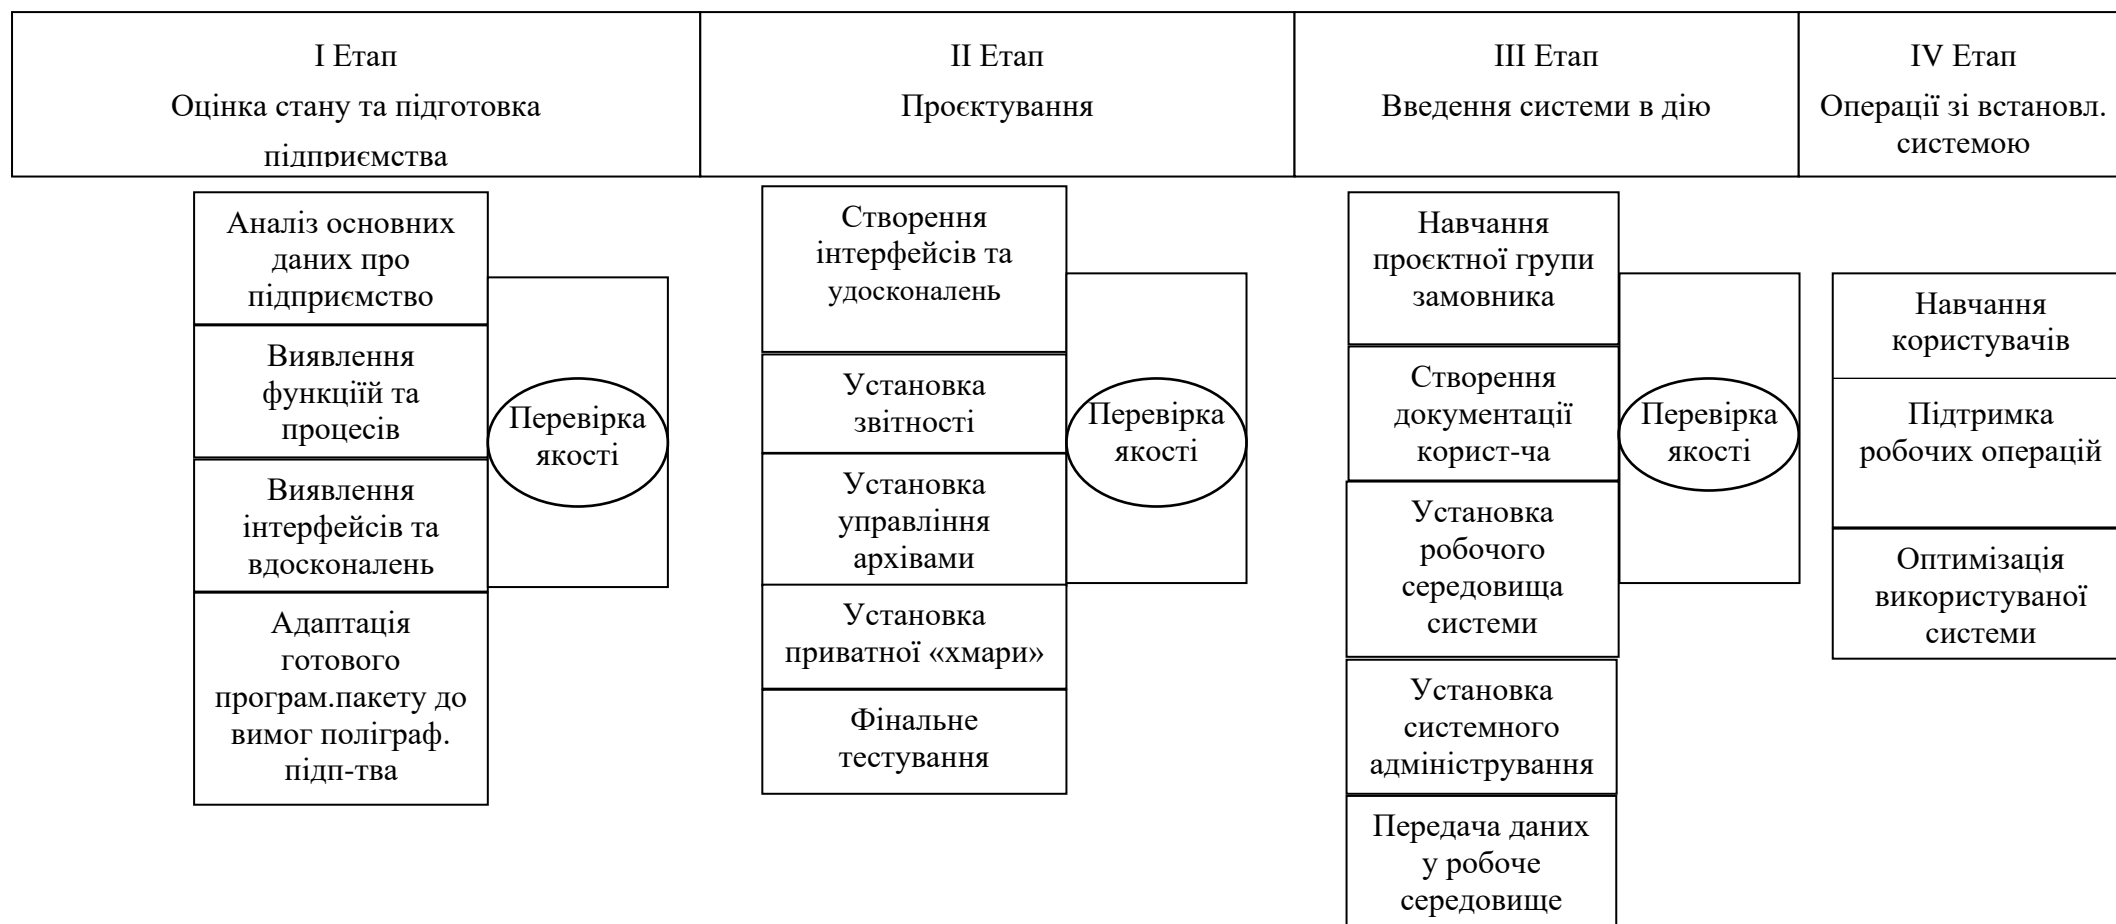 І Етап
Оцінка стану та підготовка
підприємства
ІІ Етап
Проєктування
ІІІ Етап
Введення системи в дію
IV Етап
Операції зі встановл.
системою
Аналіз основних
даних про
підприємство
Виявлення
функціїй та
процесів
Виявлення
інтерфейсів та
вдосконалень
Адаптація
готового
програм.пакету до
вимог поліграф.
підп-тва
Перевірка
якості
Створення
інтерфейсів та
удосконалень
Установка
звітності
Установка
управління
архівами
Установка
приватної «хмари»
Фінальне
тестування
Перевірка
якості
Навчання
проєктної групи
замовника
Створення
документації
корист-ча
Установка
робочого
середовища
системи
Установка
системного
адміністрування
Передача даних
у робоче
середовище
Перевірка
якості
Навчання
користувачів
Підтримка
робочих операцій
Оптимізація
використуваної
системи